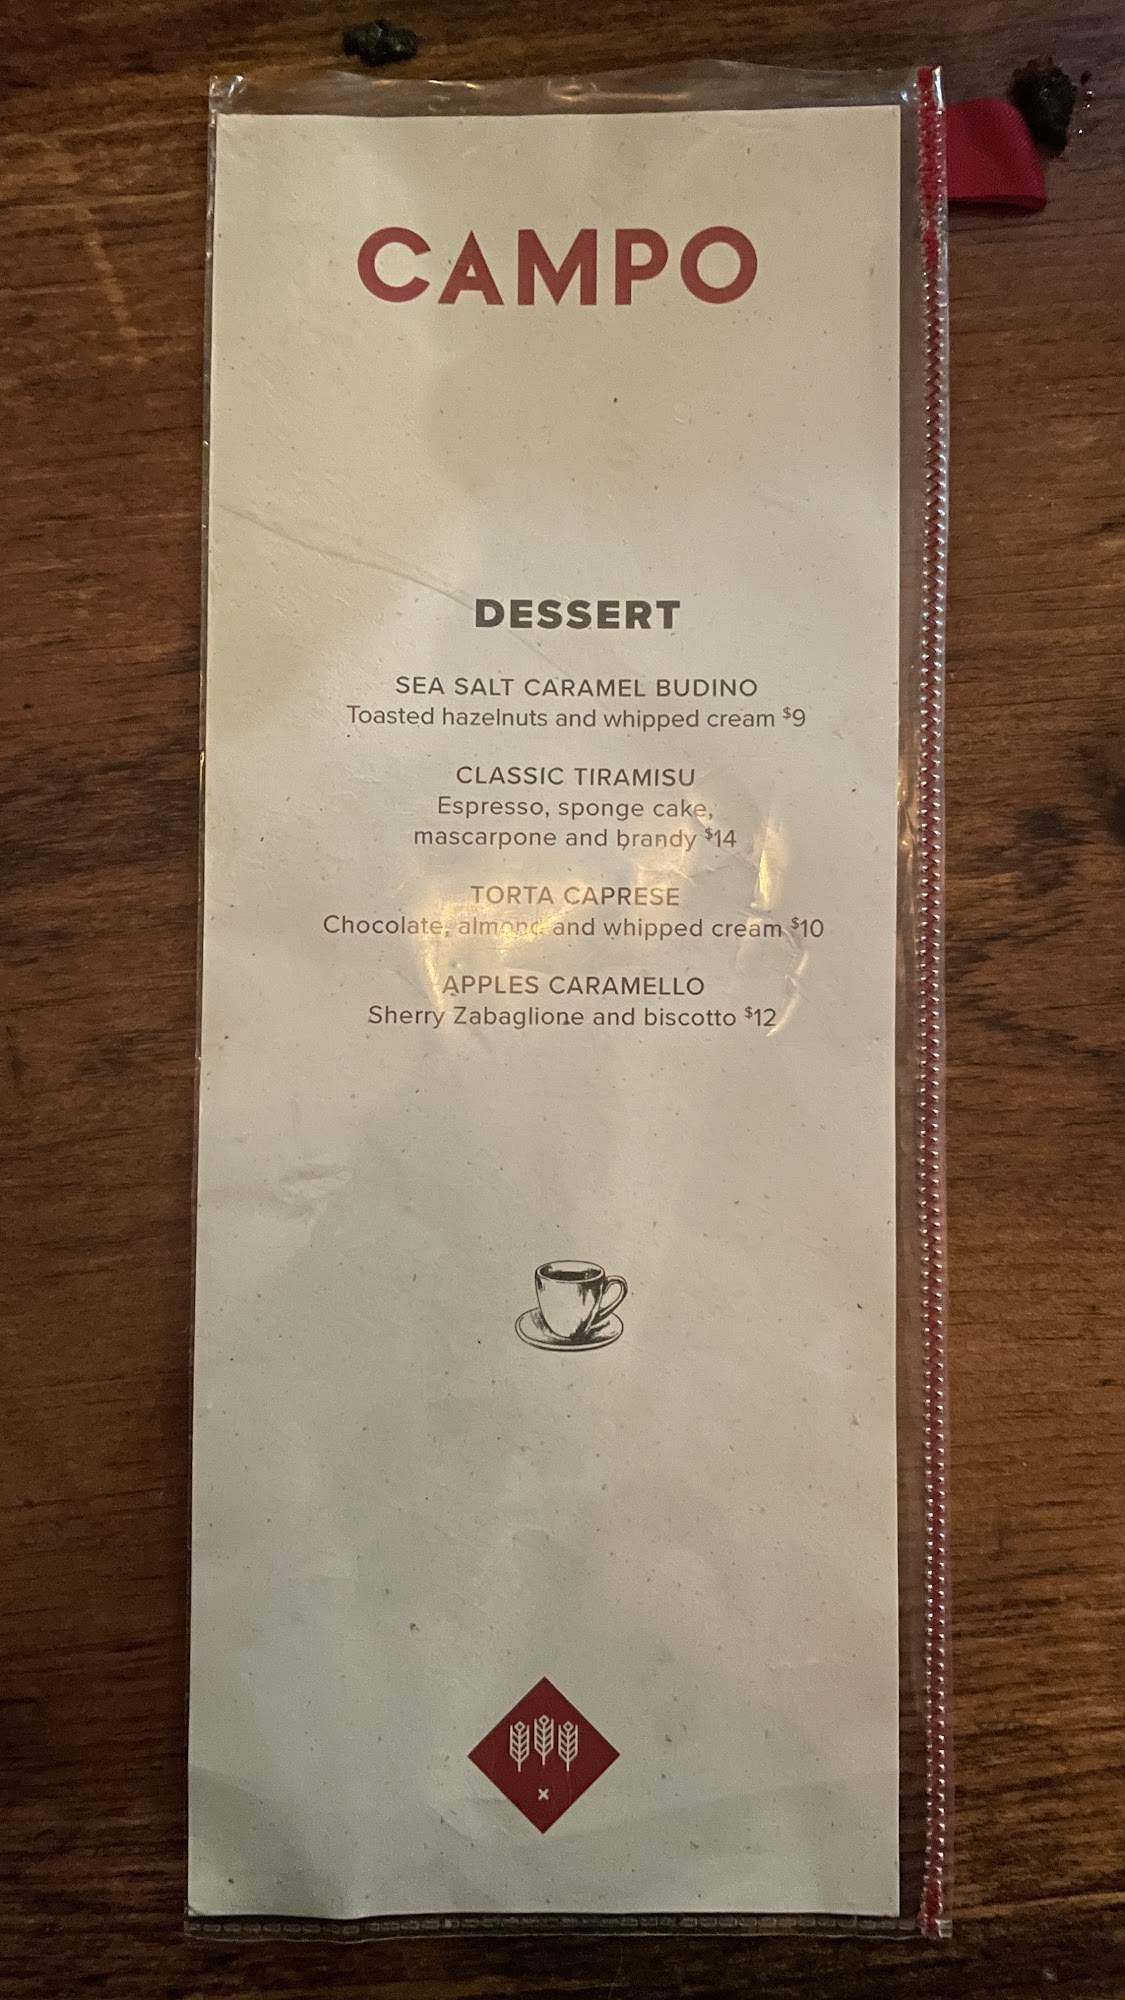 CAMPO
DESSERT
SEA SALT CARAMEL BUDINO
Toasted hazelnuts and whipped cream $9
CLASSIC TIRAMISU
Espresso, sponge cake,
mascarpone and brandy $14
TORTA CAPRESE
Chocolate, almond and whipped cream $10
APPLES CARAMELLO
Sherry Zabaglione and biscotto $12